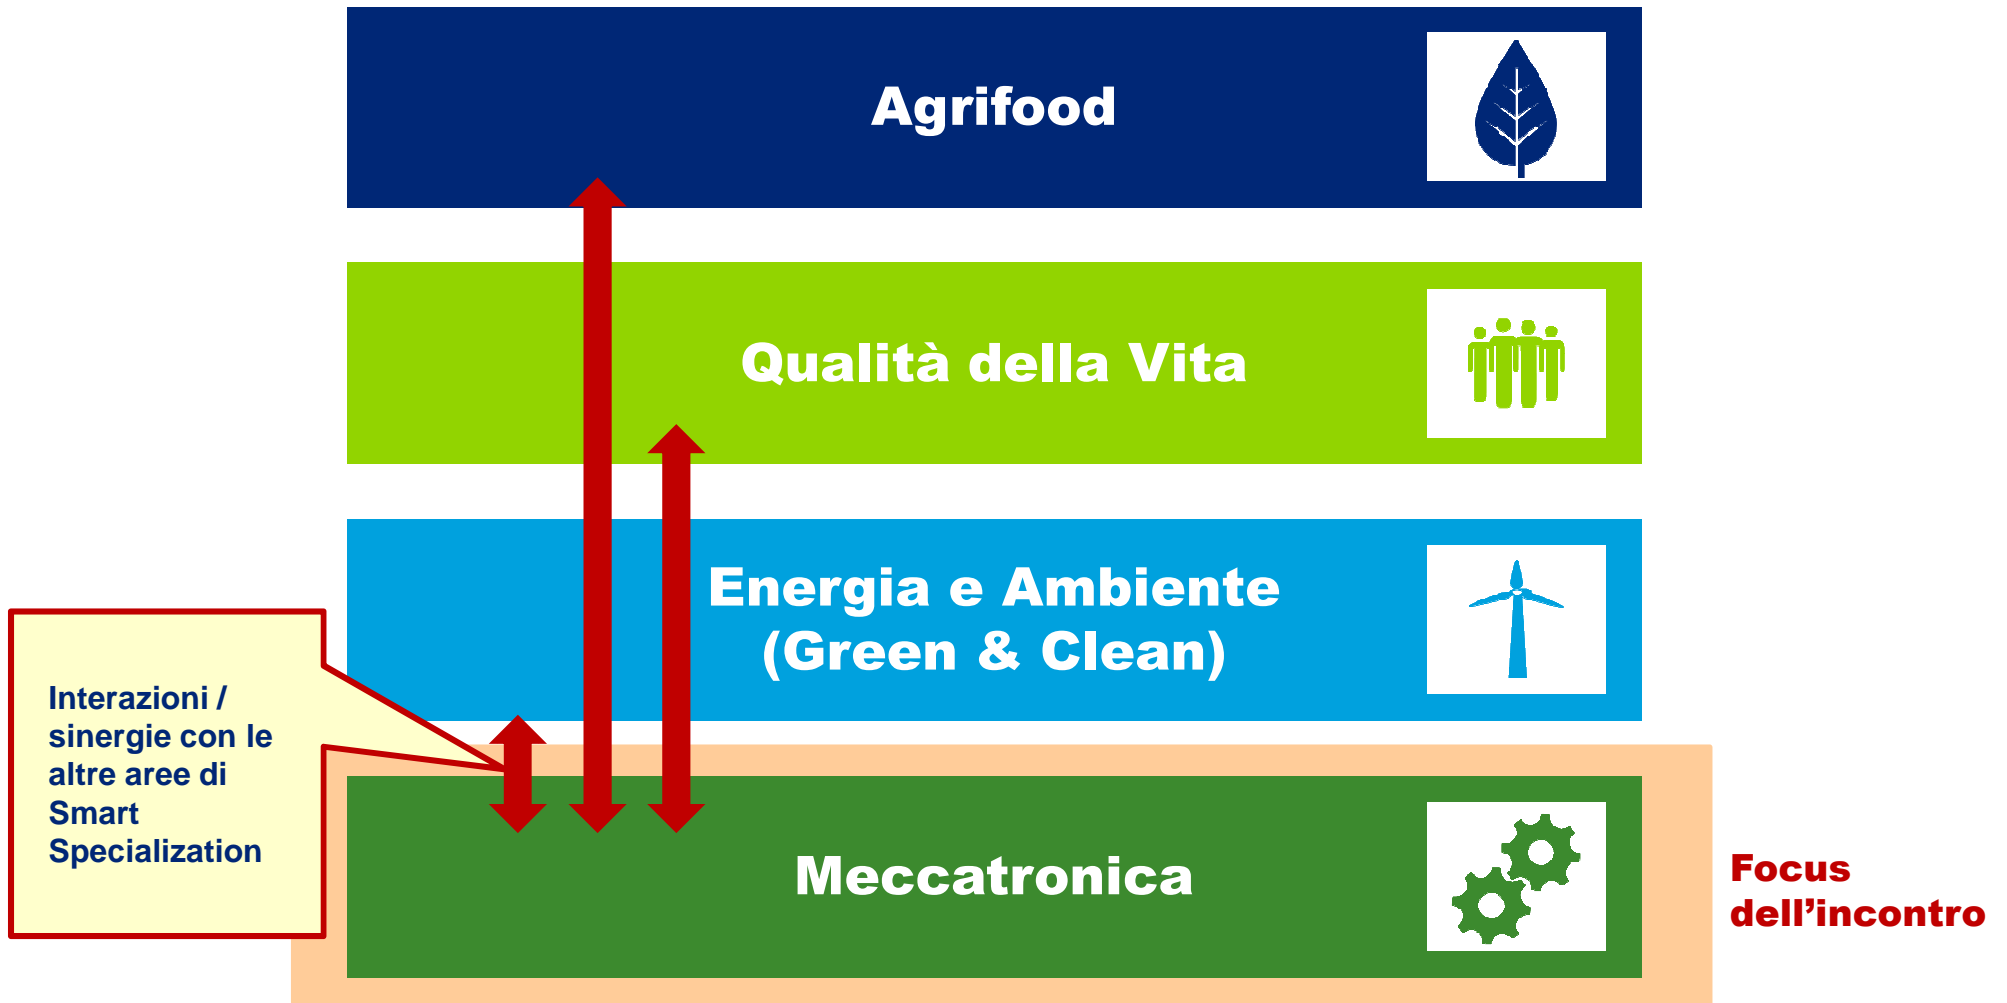 Agrifood
Qualità della Vita
Energia e Ambiente
(Green & Clean)
Interazioni /
sinergie con le
altre aree di
Smart
Specialization
Meccatronica
Focus
dell’incontro